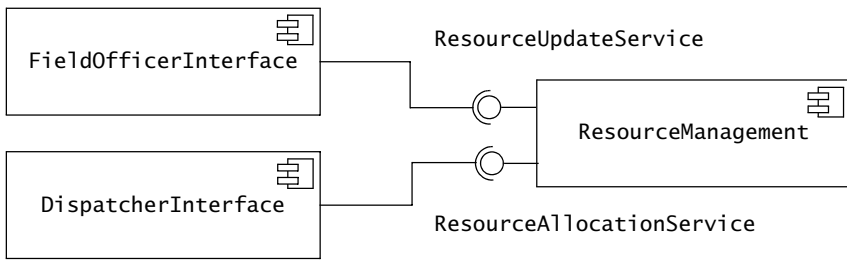 ResourceUpdateService
FieldOfficerInterface
ResourceManagement
DispatcherInterface
ResourceAllocationService